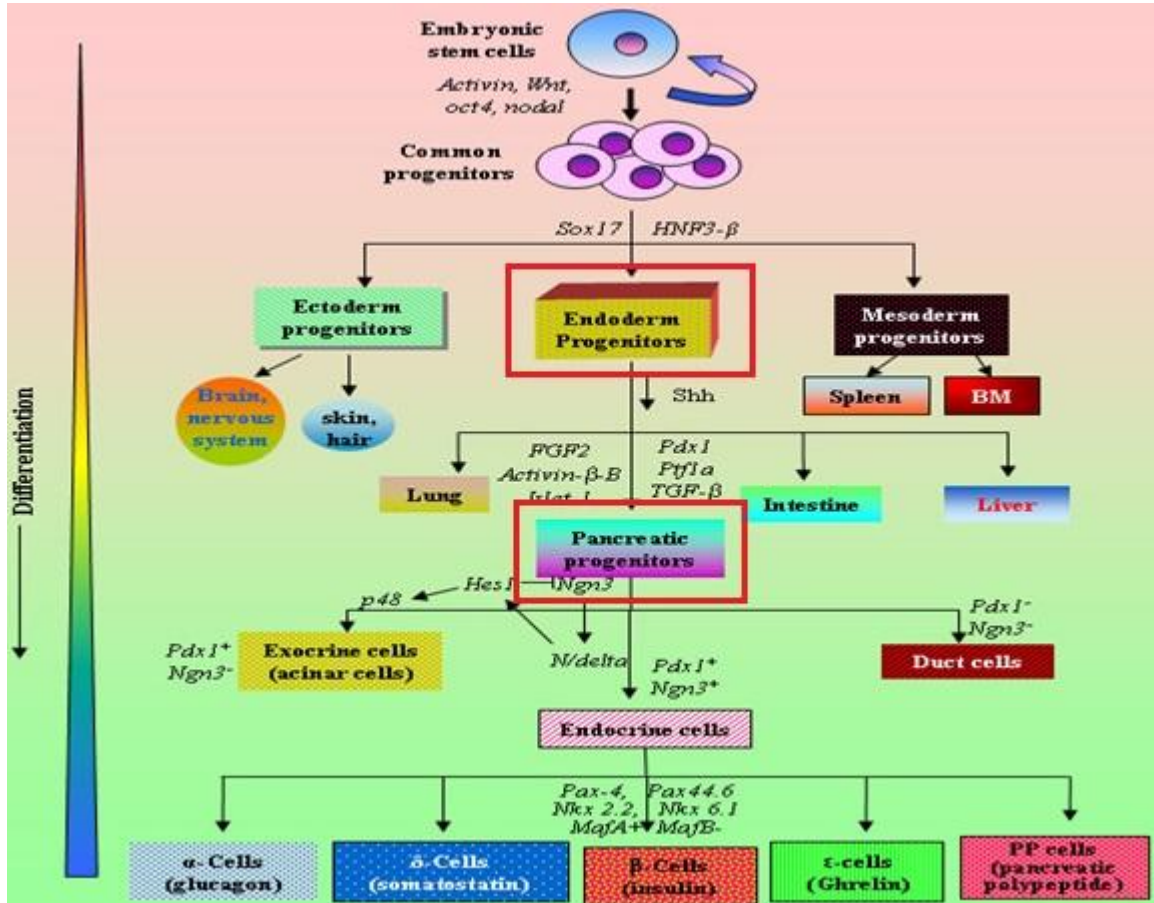 Embryonic
stem cells
Activin, Wnt,
oct4, nodal
Common
progenitors
Sox17
HNF3-β
Ectoderm
progenitors
Endoderm
Progenitors
Mesoderm
progenitors
Brain,
nervous
system
skin,
hair
Shh
Spleen
BM
Differentiation
FGF2
Activin-β-B
Islet-1
Pdx1
Ptf1a
TGF-β
Lung
Intestine
Liver
Pancreatic
progenitors
Hes1
Ngn3
p48
Pdx1⁺
Ngn3⁻
Exocrine cells
(acinar cells)
N/delta
Pdx1⁺
Ngn3⁺
Pdx1⁻
Ngn3⁻
Duct cells
Endocrine cells
Pax-4,
Nkx 2.2,
MafA+
Pax44.6
Nkx 6.1
MafB-
α- Cells
(glucagon)
δ-Cells
(somatostatin)
β-Cells
(insulin)
ε-cells
(Ghrelin)
PP cells
(pancreatic
polypeptide)